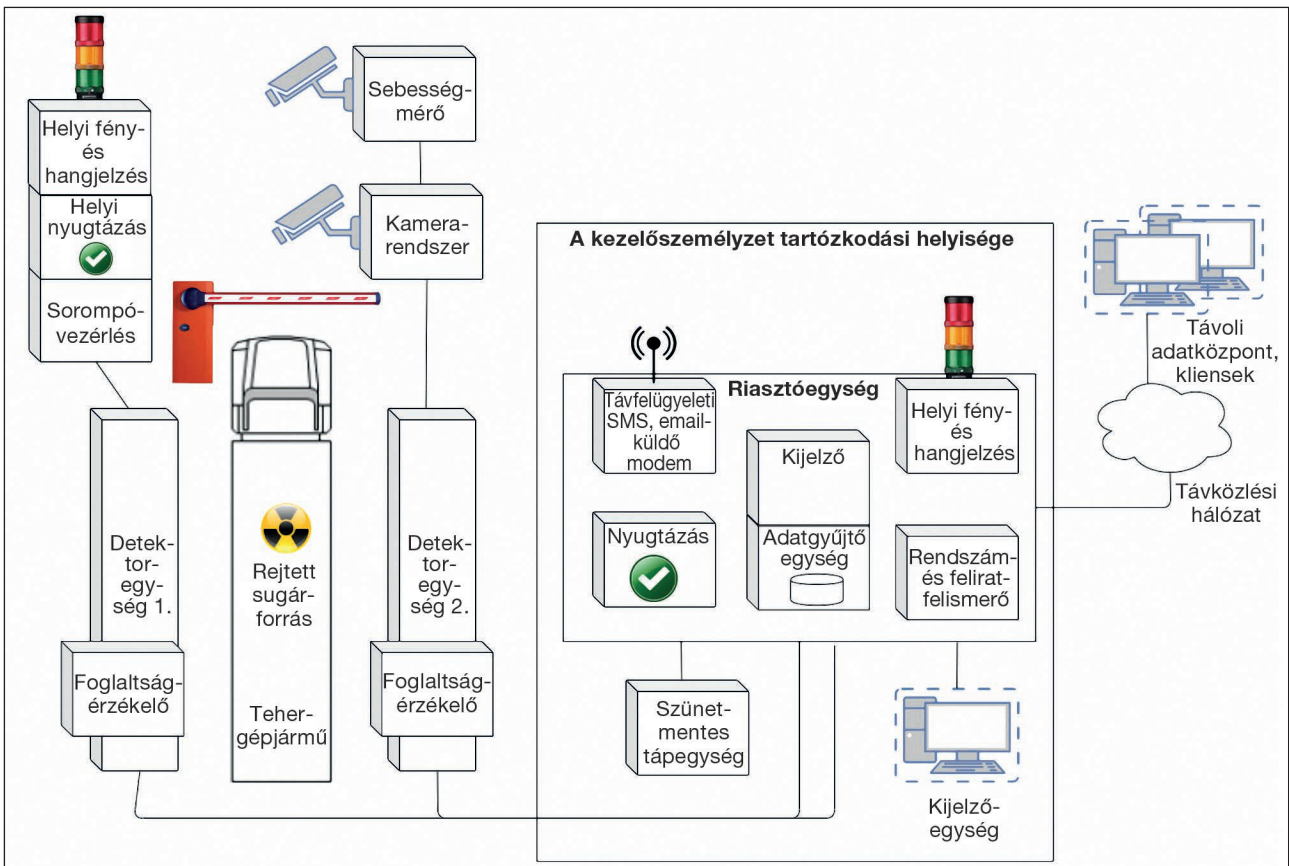 Helyi fény-
és
hangjelzés
Helyi
nyugtázás
Sorompó-
vezérlés
Sebesség-
mérő
Kamera-
rendszer
Detek-
tor-
egy-
ség 1.
Foglaltság-
érzékelő
Rejtett
sugár-
forrás
Teher-
gépjármű
Detek-
tor-
egy-
ség 2.
Foglaltság-
érzékelő
A kezelőszemélyzet tartózkodási helyisége
Riasztóegység
Távfelügyeleti
SMS, email-
küldő
modem
Kijelző
Helyi fény-
és
hangjelzés
Nyugtázás
Adatgyűjtő
egység
Rendszám-
és felirat-
felismerő
Szünet-
mentes
tápegység
Kijelző-
egység
Távoli
adatközpont,
kliensek
Távközlési
hálózat